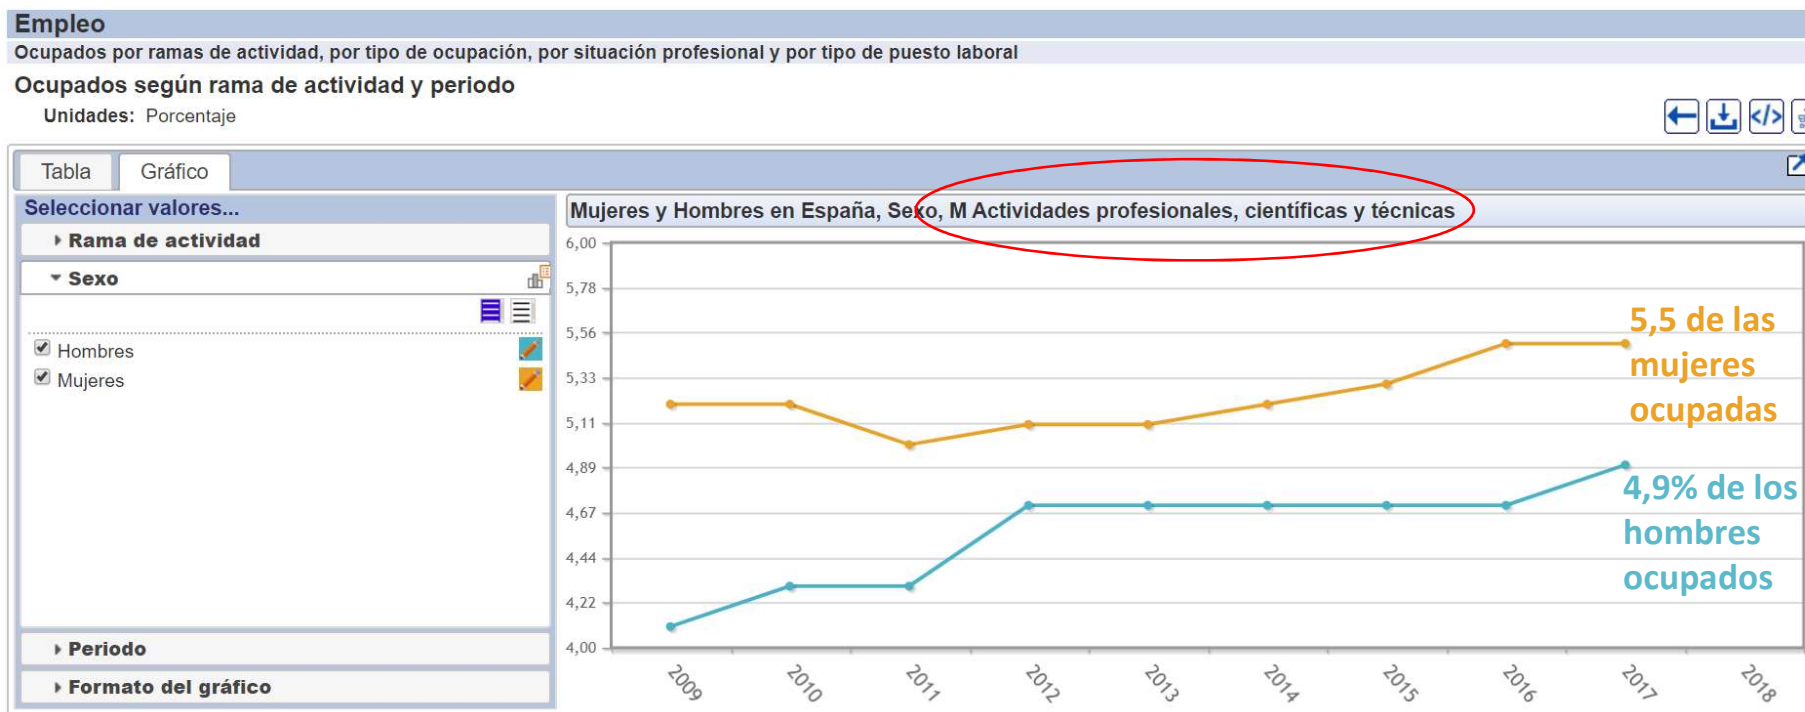 Empleo
Ocupados por ramas de actividad, por tipo de ocupación, por situación profesional y por tipo de puesto laboral
Ocupados según rama de actividad y periodo
Unidades: Porcentaje
</>
Tabla
Gráfico
Seleccionar valores...
Rama de actividad
Sexo
Hombres
Mujeres
Periodo
Formato del gráfico
Mujeres y Hombres en España, Sexo, M Actividades profesionales, científicas y técnicas
6,00
5,78
5,56
5,33
5,11
4,89
4,67
4,44
4,22
4,00
2009
2010
2011
2012
2013
2014
2015
2016
2017
2018
5,5 de las
mujeres
ocupadas
4,9% de los
hombres
ocupados